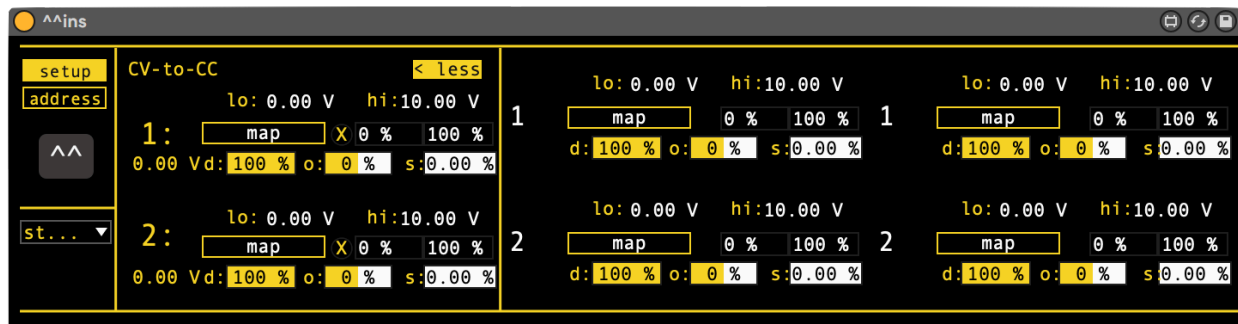 ^^ins
setup
address
^^
st...
CV-to-CC < less
lo: 0.00 V hi:10.00 V
1: map X 0 % 100 %
0.00 V d: 100 % o: 0 % s:0.00 %
lo: 0.00 V hi:10.00 V
2: map X 0 % 100 %
0.00 V d: 100 % o: 0 % s:0.00 %
lo: 0.00 V hi:10.00 V
1 map 0 % 100 %
d: 100 % o: 0 % s:0.00 %
lo: 0.00 V hi:10.00 V
2 map 0 % 100 %
d: 100 % o: 0 % s:0.00 %
lo: 0.00 V hi:10.00 V
1 map 0 % 100 %
d: 100 % o: 0 % s:0.00 %
lo: 0.00 V hi:10.00 V
2 map 0 % 100 %
d: 100 % o: 0 % s:0.00 %